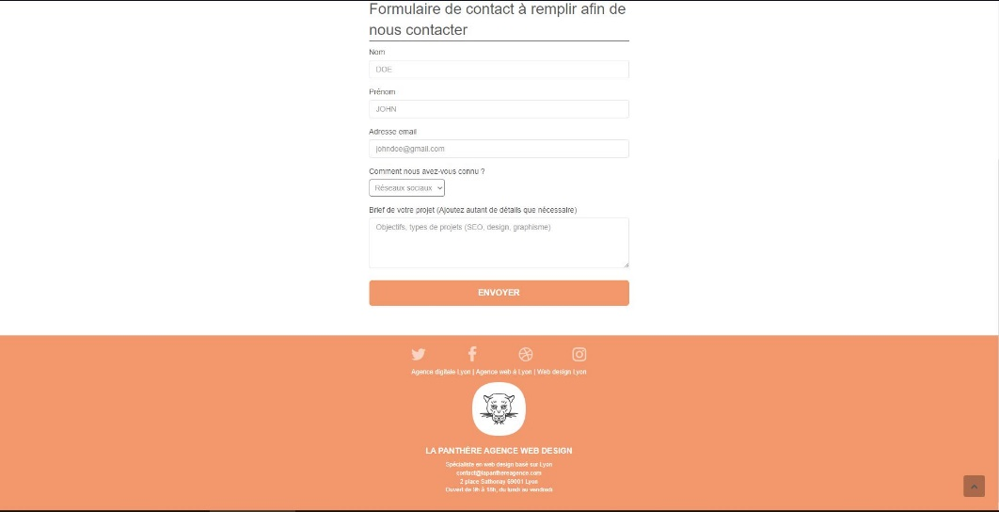 Formulaire de contact à remplir afin de
nous contacter
Nom
DOE
Prénom
JOHN
Adresse email
johndoe@gmail.com
Comment nous avez-vous connu ?
Réseaux sociaux
Brief de votre projet (Ajoutez autant de détails que nécessaire)
Objectifs, types de projets (SEO, design, graphisme)
ENVOYER
Agence digitale Lyon | Agence web à Lyon | Web design Lyon
LA PANTHÈRE AGENCE WEB DESIGN
Spécialiste en web design basé sur Lyon
contact@lapanthereagence.com
2 place Sathonay 69001 Lyon
Ouvert de 9h à 18h, du lundi au vendredi